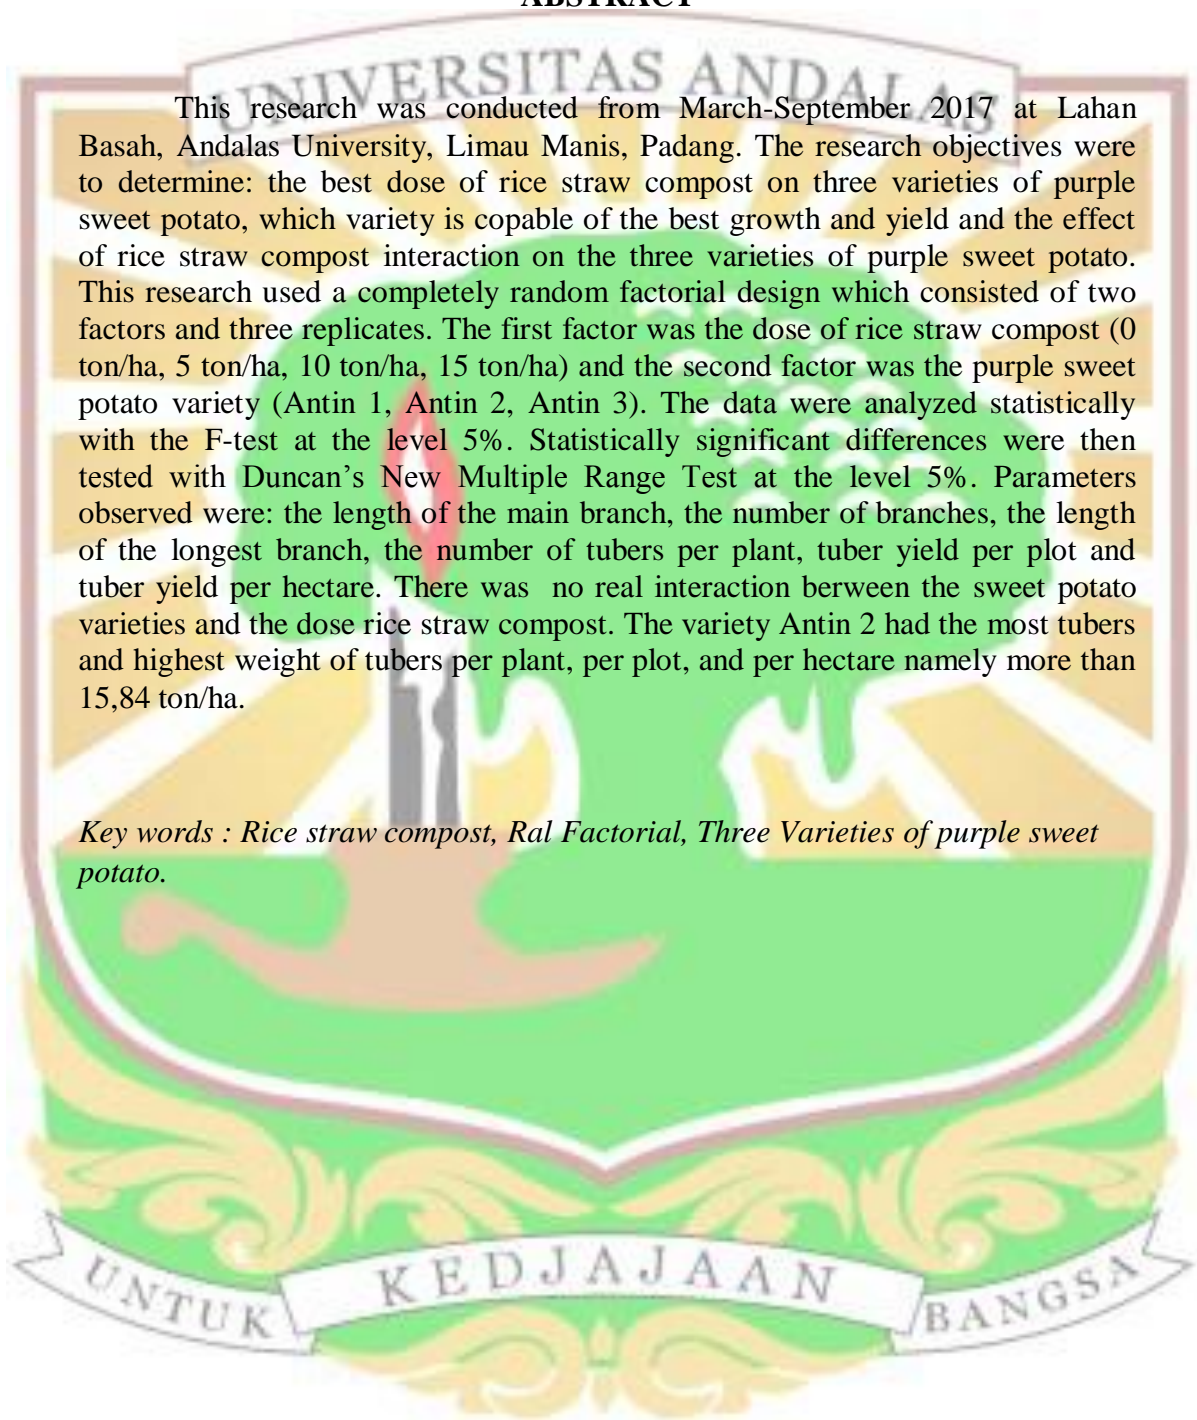 ABSTRACT
UNIVERSITAS ANDALAS
This research was conducted from March-September 2017 at Lahan
Basah, Andalas University, Limau Manis, Padang. The research objectives were
to determine: the best dose of rice straw compost on three varieties of purple
sweet potato, which variety is copable of the best growth and yield and the effect
of rice straw compost interaction on the three varieties of purple sweet potato.
This research used a completely random factorial design which consisted of two
factors and three replicates. The first factor was the dose of rice straw compost (0
ton/ha, 5 ton/ha, 10 ton/ha, 15 ton/ha) and the second factor was the purple sweet
potato variety (Antin 1, Antin 2, Antin 3). The data were analyzed statistically
with the F-test at the level 5%. Statistically significant differences were then
tested with Duncan’s New Multiple Range Test at the level 5%. Parameters
observed were: the length of the main branch, the number of branches, the length
of the longest branch, the number of tubers per plant, tuber yield per plot and
tuber yield per hectare. There was no real interaction berween the sweet potato
varieties and the dose rice straw compost. The variety Antin 2 had the most tubers
and highest weight of tubers per plant, per plot, and per hectare namely more than
15,84 ton/ha.
Key words : Rice straw compost, Ral Factorial, Three Varieties of purple sweet
potato.
UNTUK KEDJAJAAN BANGSA